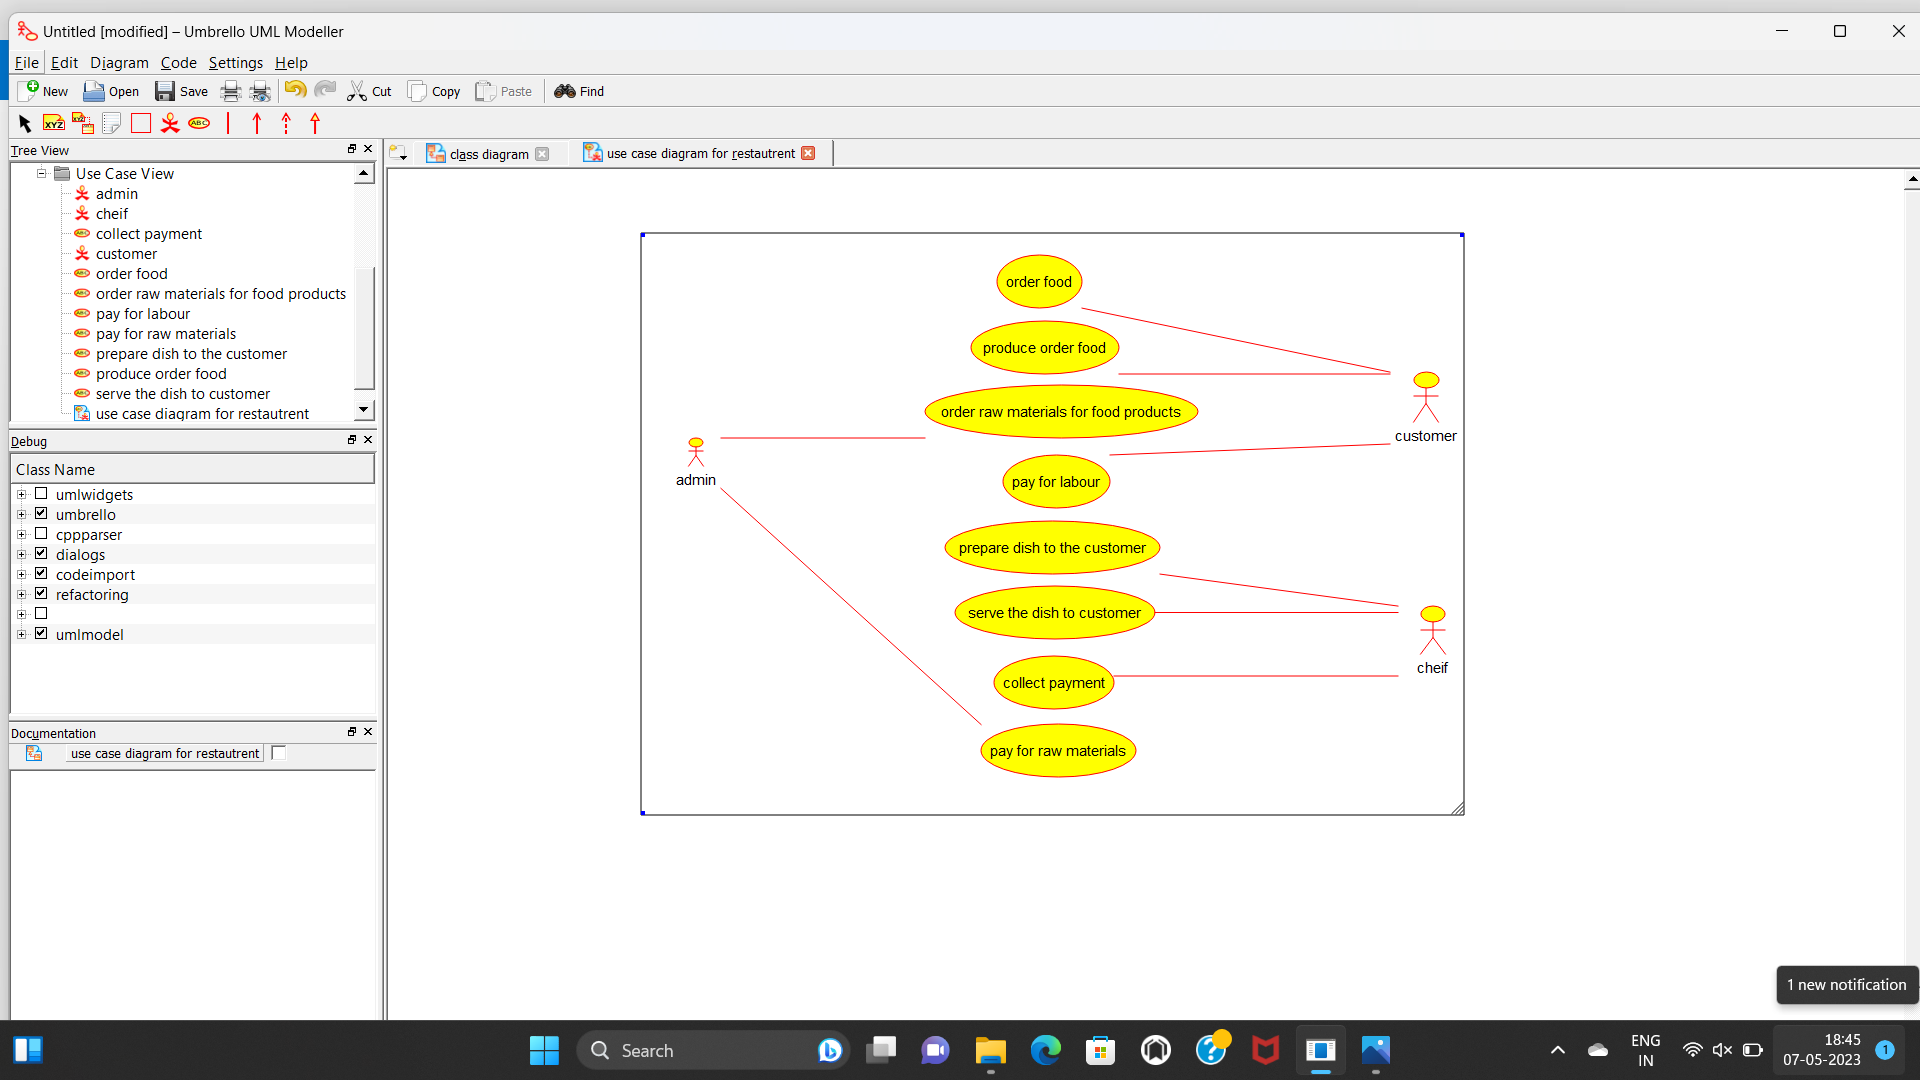 Untitled [modified] – Umbrello UML Modeller
File Edit Diagram Code Settings Help
New Open Save Cut Copy Paste Find
XYZ XYZ ABC
Tree View
class diagram
use case diagram for restautrent
Use Case View
admin
cheif
collect payment
customer
order food
order raw materials for food products
pay for labour
pay for raw materials
prepare dish to the customer
produce order food
serve the dish to customer
use case diagram for restautrent
Debug
Class Name
umlwidgets
umbrello
cppparser
dialogs
codeimport
refactoring
umlmodel
Documentation
use case diagram for restautrent
order food
produce order food
order raw materials for food products
customer
admin
pay for labour
prepare dish to the customer
serve the dish to customer
cheif
collect payment
pay for raw materials
1 new notification
Search
ENG
IN
18:45
07-05-2023
1